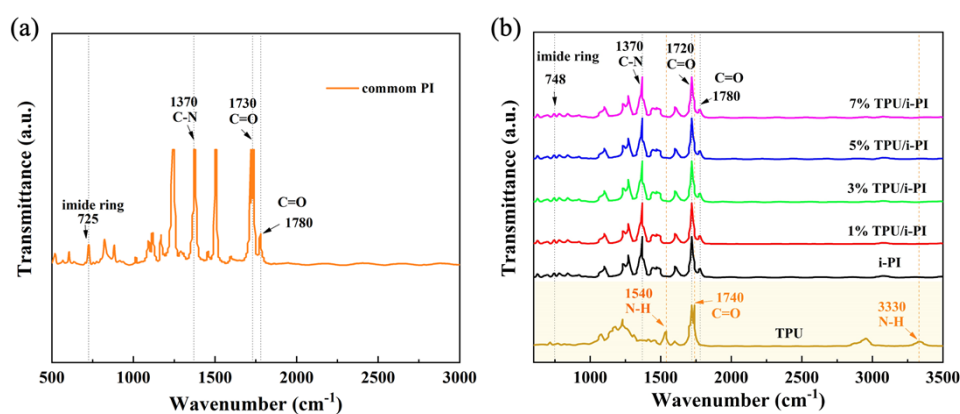 (a)
Transmittance (a.u.)
commom PI
1370
C-N
1730
C=O
imide ring
725
C=O
1780
500 1000 1500 2000 2500 3000
Wavenumber (cm-1)
(b)
Transmittance (a.u.)
imide ring
748
1370
C-N
1720
C=O
C=O
1780
7% TPU/i-PI
5% TPU/i-PI
3% TPU/i-PI
1% TPU/i-PI
i-PI
1540
N-H
1740
C=O
3330
N-H
TPU
1000 1500 2000 2500 3000 3500
Wavenumber (cm-1)